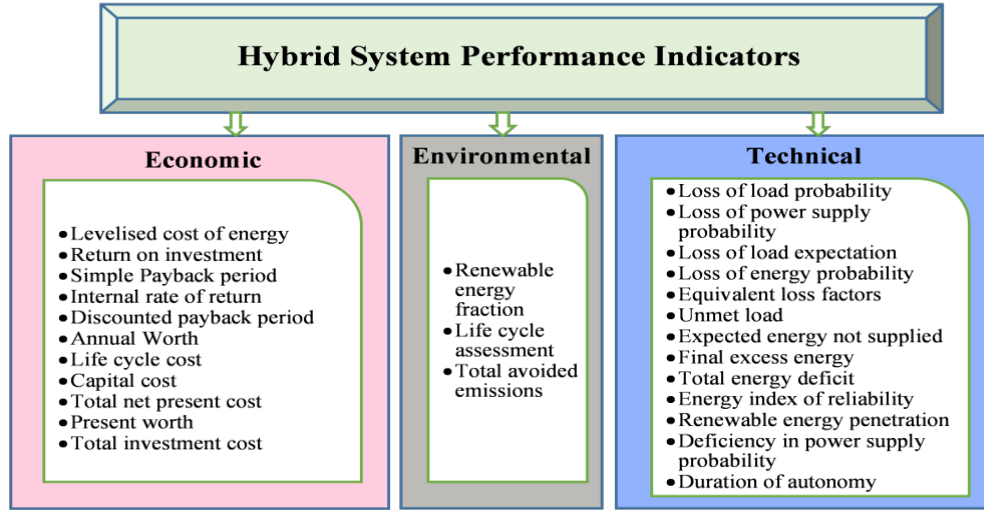 Hybrid System Performance Indicators
Economic
• Levelised cost of energy
• Return on investment
• Simple Payback period
• Internal rate of return
• Discounted payback period
• Annual Worth
• Life cycle cost
• Capital cost
• Total net present cost
• Present worth
• Total investment cost
Environmental
• Renewable
energy
fraction
• Life cycle
assessment
• Total avoided
emissions
Technical
• Loss of load probability
• Loss of power supply
probability
• Loss of load expectation
• Loss of energy probability
• Equivalent loss factors
• Unmet load
• Expected energy not supplied
• Final excess energy
• Total energy deficit
• Energy index of reliability
• Renewable energy penetration
• Deficiency in power supply
probability
• Duration of autonomy